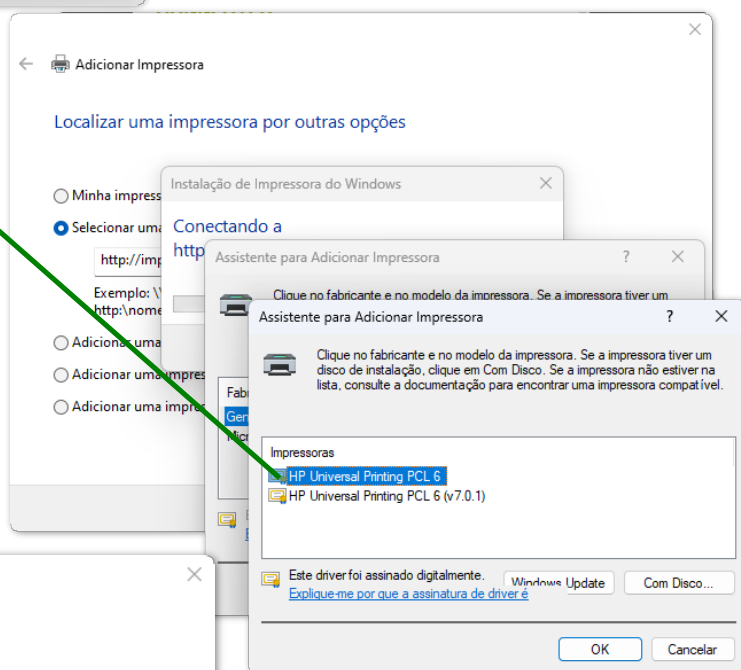 Adicionar Impressora
Localizar uma impressora por outras opções
Minha impress
Selecionar uma
http://imp
Exemplo: \\
http:\nome
Adicionar uma
Adicionar uma impres
Adicionar uma impres
Instalação de Impressora do Windows
Conectando a
http
Assistente para Adicionar Impressora
?
Clique no fabricante e no modelo da impressora. Se a impressora tiver um
Fabr
Gen
Micr
Assistente para Adicionar Impressora
?
Clique no fabricante e no modelo da impressora. Se a impressora tiver um
disco de instalação, clique em Com Disco. Se a impressora não estiver na
lista, consulte a documentação para encontrar uma impressora compatível.
Impressoras
HP Universal Printing PCL 6
HP Universal Printing PCL 6 (v7.0.1)
Este driver foi assinado digitalmente.
Explique-me por que a assinatura de driver é
Windows Update
Com Disco...
OK
Cancelar